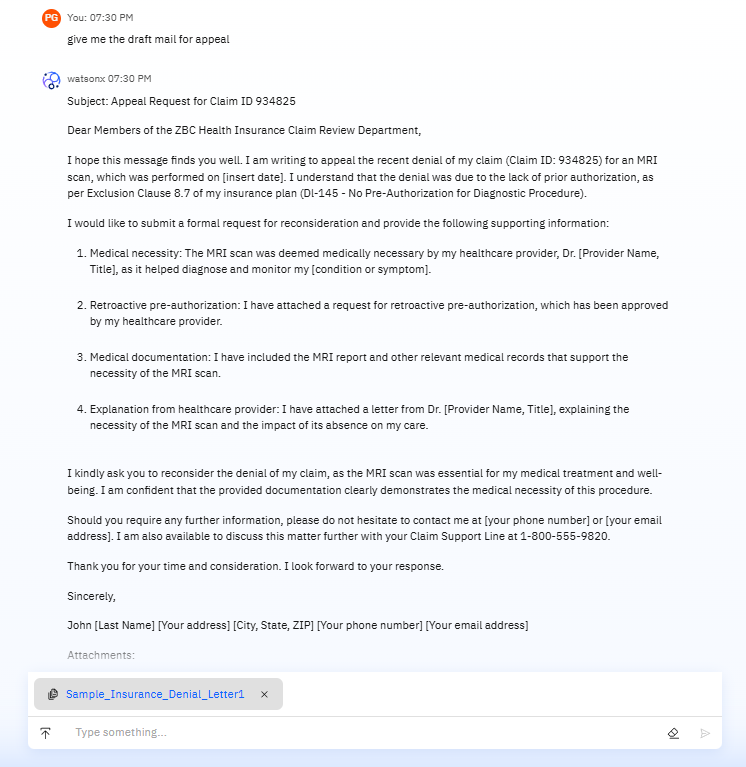 PG You: 07:30 PM
give me the draft mail for appeal
watsonx 07:30 PM
Subject: Appeal Request for Claim ID 934825
Dear Members of the ZBC Health Insurance Claim Review Department,
I hope this message finds you well. I am writing to appeal the recent denial of my claim (Claim ID: 934825) for an MRI
scan, which was performed on [insert date]. I understand that the denial was due to the lack of prior authorization, as
per Exclusion Clause 8.7 of my insurance plan (Dl-145 - No Pre-Authorization for Diagnostic Procedure).
I would like to submit a formal request for reconsideration and provide the following supporting information:
1. Medical necessity: The MRI scan was deemed medically necessary by my healthcare provider, Dr. [Provider Name,
Title], as it helped diagnose and monitor my [condition or symptom].
2. Retroactive pre-authorization: I have attached a request for retroactive pre-authorization, which has been approved
by my healthcare provider.
3. Medical documentation: I have included the MRI report and other relevant medical records that support the
necessity of the MRI scan.
4. Explanation from healthcare provider: I have attached a letter from Dr. [Provider Name, Title], explaining the
necessity of the MRI scan and the impact of its absence on my care.
I kindly ask you to reconsider the denial of my claim, as the MRI scan was essential for my medical treatment and well-
being. I am confident that the provided documentation clearly demonstrates the medical necessity of this procedure.
Should you require any further information, please do not hesitate to contact me at [your phone number] or [your email
address]. I am also available to discuss this matter further with your Claim Support Line at 1-800-555-9820.
Thank you for your time and consideration. I look forward to your response.
Sincerely,
John [Last Name] [Your address] [City, State, ZIP] [Your phone number] [Your email address]
Attachments:
Sample_Insurance_Denial_Letter1
Type something...